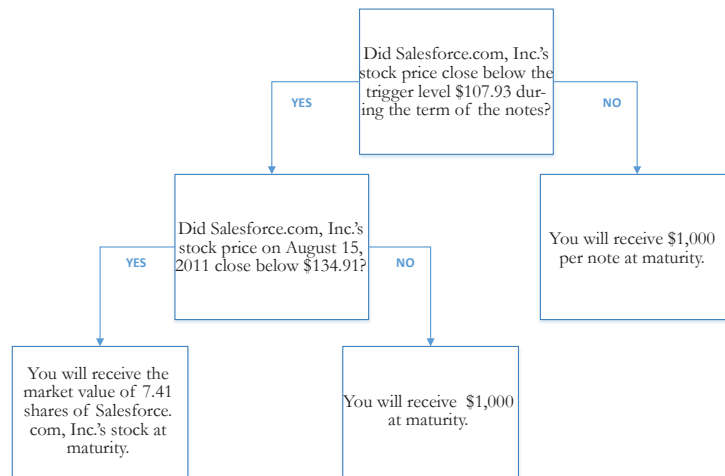 Did Salesforce.com, Inc.'s
stock price close below the
trigger level $107.93 dur-
ing the term of the notes?
YES
NO
Did Salesforce.com, Inc.'s
stock price on August 15,
2011 close below $134.91?
You will receive $1,000
per note at maturity.
YES
NO
You will receive the
market value of 7.41
shares of Salesforce.
com, Inc.'s stock at
maturity.
You will receive $1,000
at maturity.